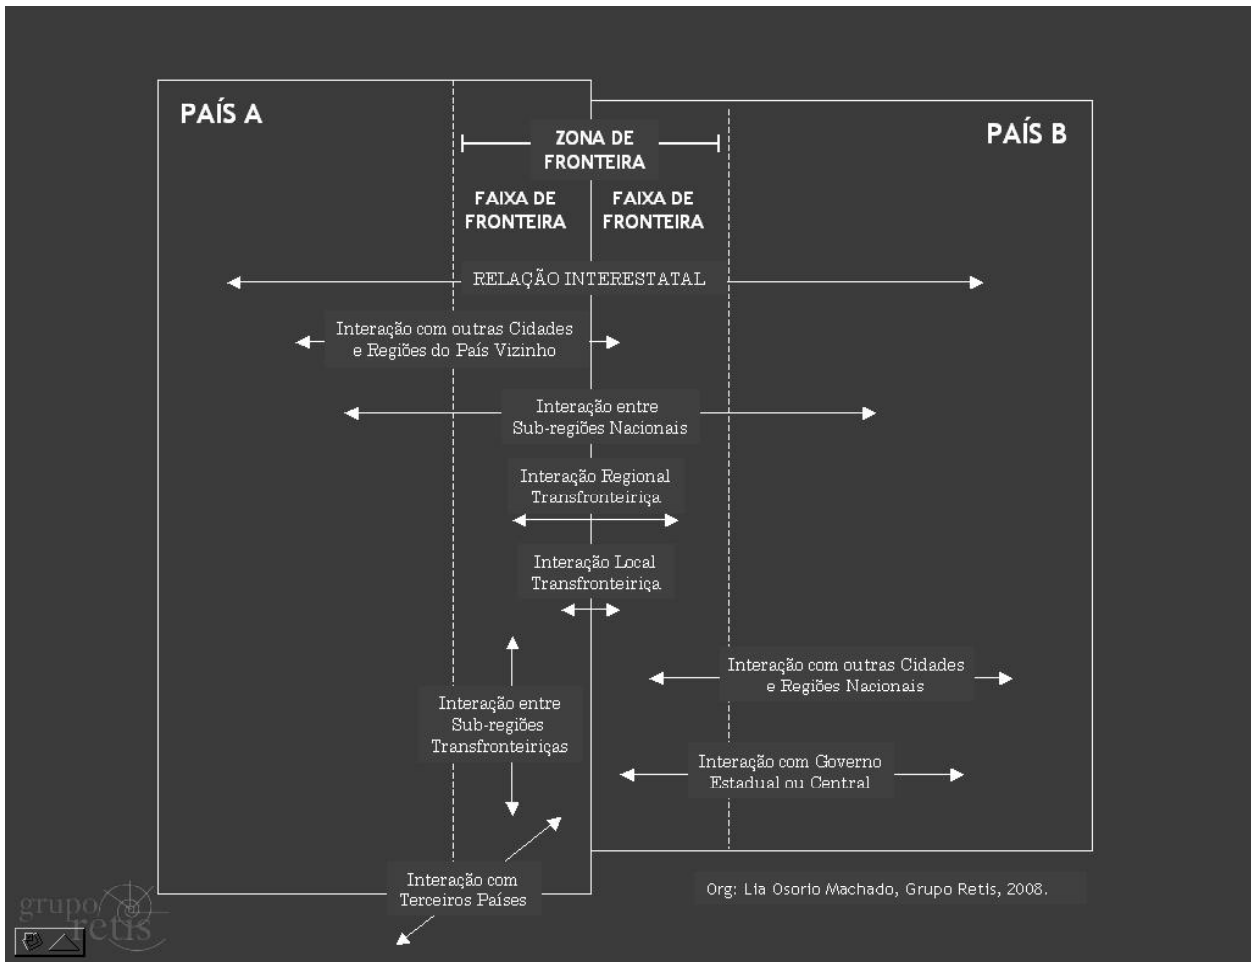 PAÍS A
PAÍS B
ZONA DE
FRONTEIRA
FAIXA DE
FRONTEIRA
FAIXA DE
FRONTEIRA
RELAÇÃO INTERESTATAL
Interação com outras Cidades
e Regiões do País Vizinho
Interação entre
Sub-regiões Nacionais
Interação Regional
Transfronteiriça
Interação Local
Transfronteiriça
Interação com outras Cidades
e Regiões Nacionais
Interação entre
Sub-regiões
Transfronteiriças
Interação com Governo
Estadual ou Central
Interação com
Terceiros Países
Org: Lia Osorio Machado, Grupo Retis, 2008.
grupo
retis